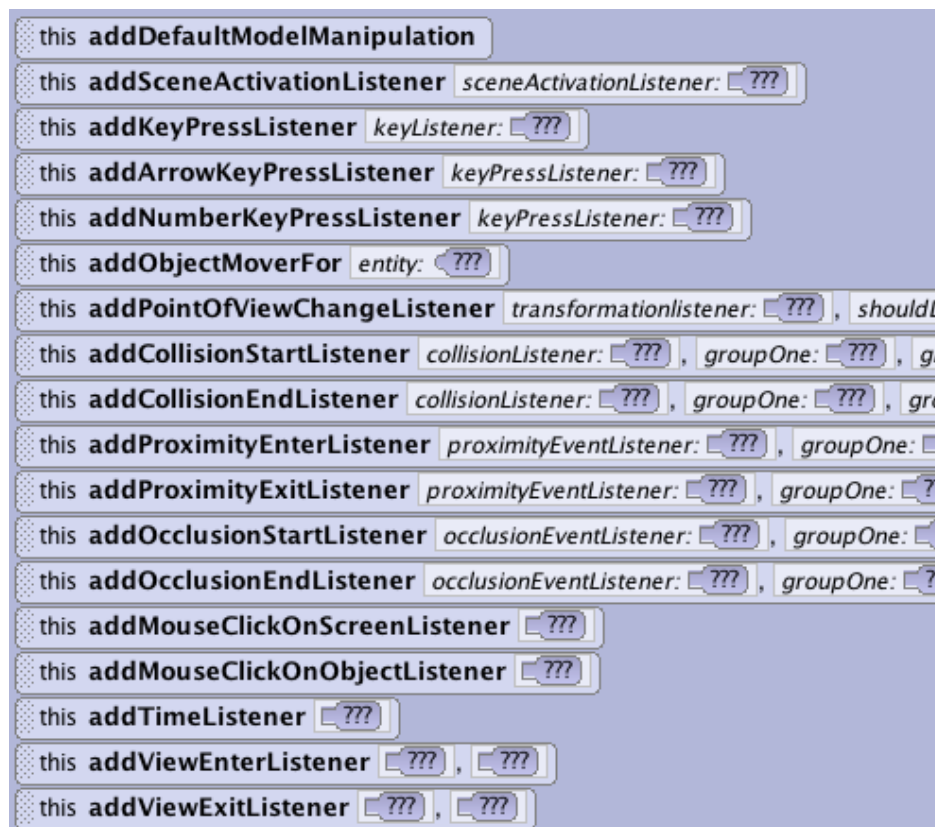 this addDefaultModelManipulation
this addSceneActivationListener sceneActivationListener: ???
this addKeyPressListener keyListener: ???
this addArrowKeyPressListener keyPressListener: ???
this addNumberKeyPressListener keyPressListener: ???
this addObjectMoverFor entity: ???
this addPointOfViewChangeListener transformationlistener: ??? , shouldL
this addCollisionStartListener collisionListener: ??? , groupOne: ??? , g
this addCollisionEndListener collisionListener: ??? , groupOne: ??? , gro
this addProximityEnterListener proximityEventListener: ??? , groupOne:
this addProximityExitListener proximityEventListener: ??? , groupOne: ?
this addOcclusionStartListener occlusionEventListener: ??? , groupOne:
this addOcclusionEndListener occlusionEventListener: ??? , groupOne: ?
this addMouseClickOnScreenListener ???
this addMouseClickOnObjectListener ???
this addTimeListener ???
this addViewEnterListener ??? , ???
this addViewExitListener ??? , ???